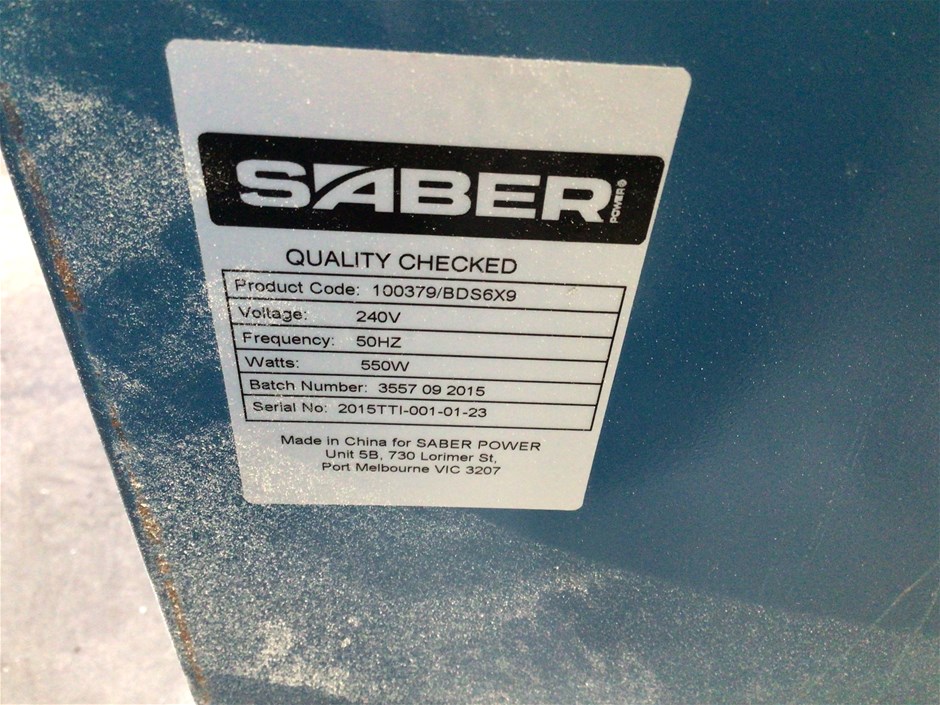 SABER POWER®
QUALITY CHECKED
Product Code: 100379/BDS6X9
Voltage: 240V
Frequency: 50HZ
Watts: 550W
Batch Number: 3557 09 2015
Serial No: 2015TTI-001-01-23
Made in China for SABER POWER
Unit 5B, 730 Lorimer St,
Port Melbourne VIC 3207